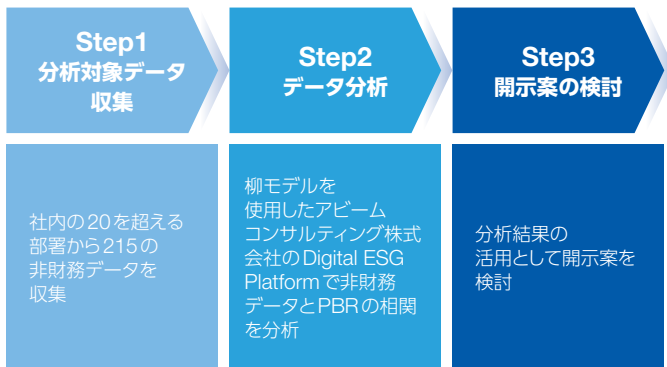 Step1
分析対象データ
収集
Step2
データ分析
Step3
開示案の検討
社内の20を超える
部署から215の
非財務データを
収集
柳モデルを
使用したアビーム
コンサルティング株式
会社のDigital ESG
Platformで非財務
データとPBRの相関
を分析
分析結果の
活用として開示案を
検討